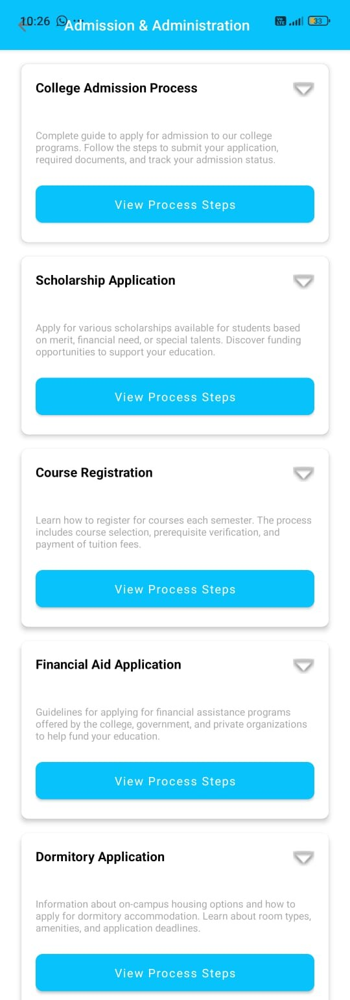 10:26
Admission & Administration
Vo LTE
33
College Admission Process
Complete guide to apply for admission to our college
programs. Follow the steps to submit your application,
required documents, and track your admission status.
View Process Steps
Scholarship Application
Apply for various scholarships available for students based
on merit, financial need, or special talents. Discover funding
opportunities to support your education.
View Process Steps
Course Registration
Learn how to register for courses each semester. The process
includes course selection, prerequisite verification, and
payment of tuition fees.
View Process Steps
Financial Aid Application
Guidelines for applying for financial assistance programs
offered by the college, government, and private organizations
to help fund your education.
View Process Steps
Dormitory Application
Information about on-campus housing options and how to
apply for dormitory accommodation. Learn about room types,
amenities, and application deadlines.
View Process Steps